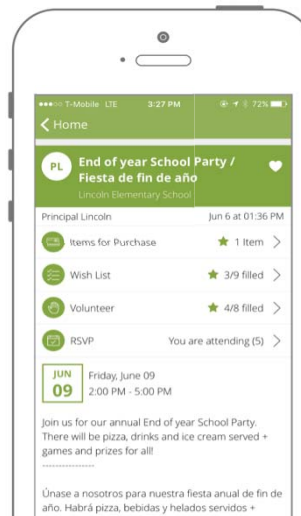 T-Mobile LTE 3:27 PM 72%
Home
PL
End of year School Party /
Fiesta de fin de año
Lincoln Elementary School
Principal Lincoln Jun 6 at 01:36 PM
Items for Purchase 1 Item
Wish List 3/9 filled
Volunteer 4/8 filled
RSVP You are attending (5)
JUN
09
Friday, June 09
2:00 PM - 5:00 PM
Join us for our annual End of year School Party.
There will be pizza, drinks and ice cream served +
games and prizes for all!
----------------
Únase a nosotros para nuestra fiesta anual de fin de
año. Habrá pizza, bebidas y helados servidos +